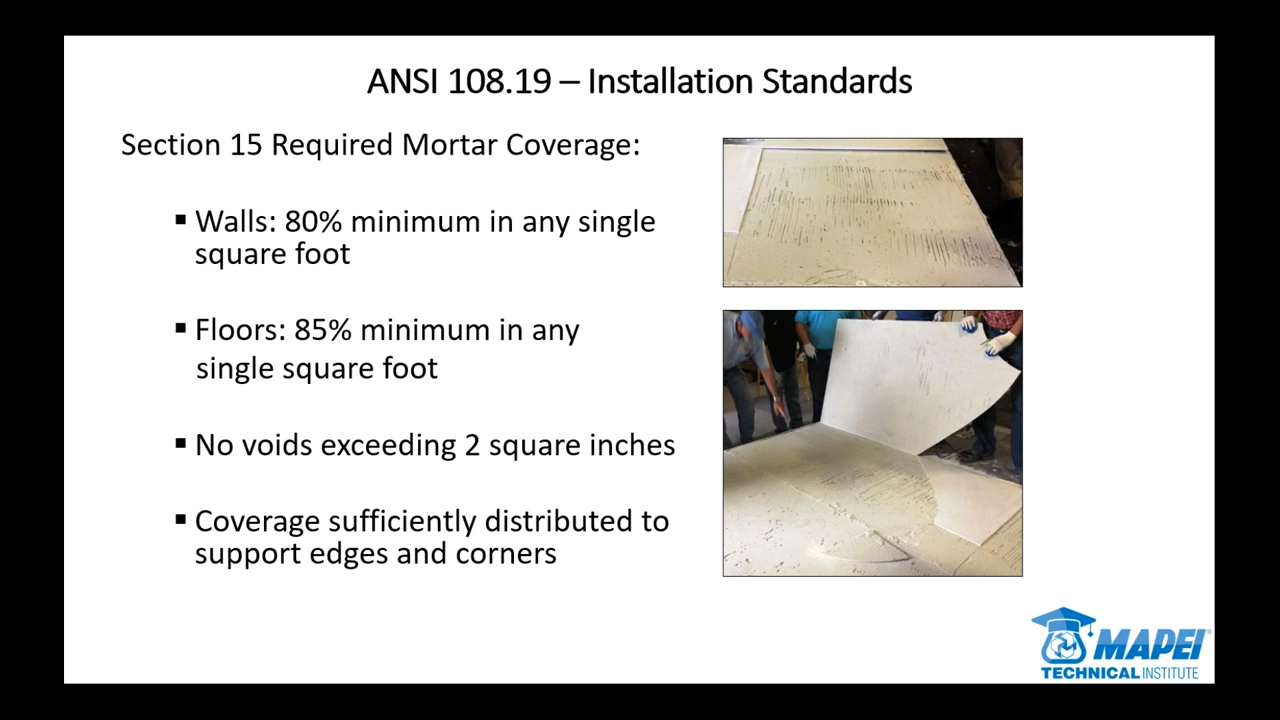 ANSI 108.19 – Installation Standards
Section 15 Required Mortar Coverage:
▪ Walls: 80% minimum in any single
square foot
▪ Floors: 85% minimum in any
single square foot
▪ No voids exceeding 2 square inches
▪ Coverage sufficiently distributed to
support edges and corners
MAPEI®
TECHNICAL INSTITUTE